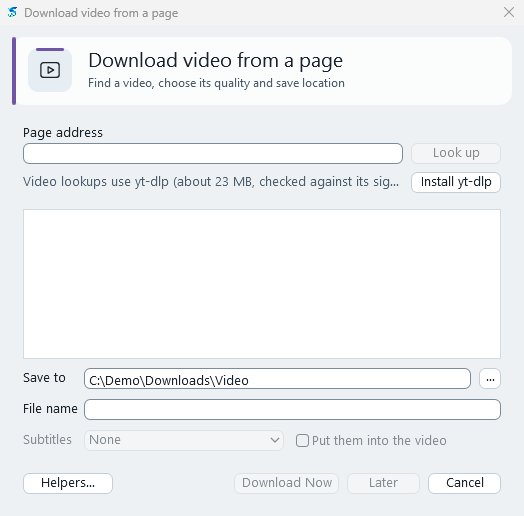 Download video from a page
Download video from a page
Find a video, choose its quality and save location
Page address
Look up
Video lookups use yt-dlp (about 23 MB, checked against its sig...
Install yt-dlp
Save to
C:\Demo\Downloads\Video
...
File name
Subtitles
None
Put them into the video
Helpers...
Download Now
Later
Cancel